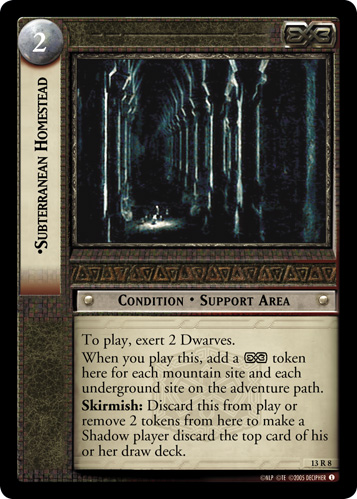 2
•Subterranean Homestead
Condition • Support Area
To play, exert 2 Dwarves.
When you play this, add a token
here for each mountain site and each
underground site on the adventure path.
Skirmish: Discard this from play or
remove 2 tokens from here to make a
Shadow player discard the top card of his
or her draw deck.
13 R 8
©NLP ™©TE ©2005 DECIPHER